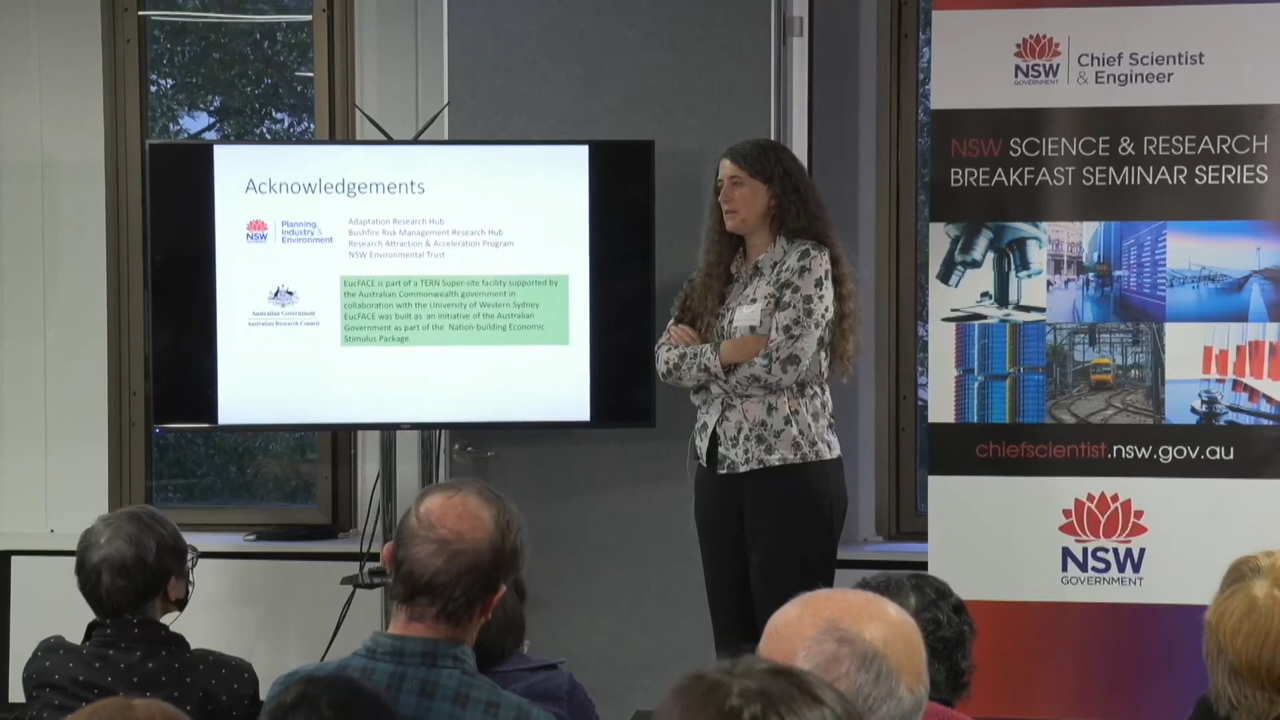 Acknowledgements
NSW
GOVERNMENT
Planning,
Industry &
Environment
Adaptation Research Hub
Bushfire Risk Management Research Hub
Research Attraction & Acceleration Program
NSW Environmental Trust
Australian Government
Australian Research Council
EucFACE is part of a TERN Super-site facility supported by
the Australian Commonwealth government in
collaboration with the University of Western Sydney.
EucFACE was built as an initiative of the Australian
Government as part of the Nation-building Economic
Stimulus Package.
NSW
GOVERNMENT
Chief Scientist
& Engineer
NSW SCIENCE & RESEARCH
BREAKFAST SEMINAR SERIES
chiefscientist.nsw.gov.au
NSW
GOVERNMENT